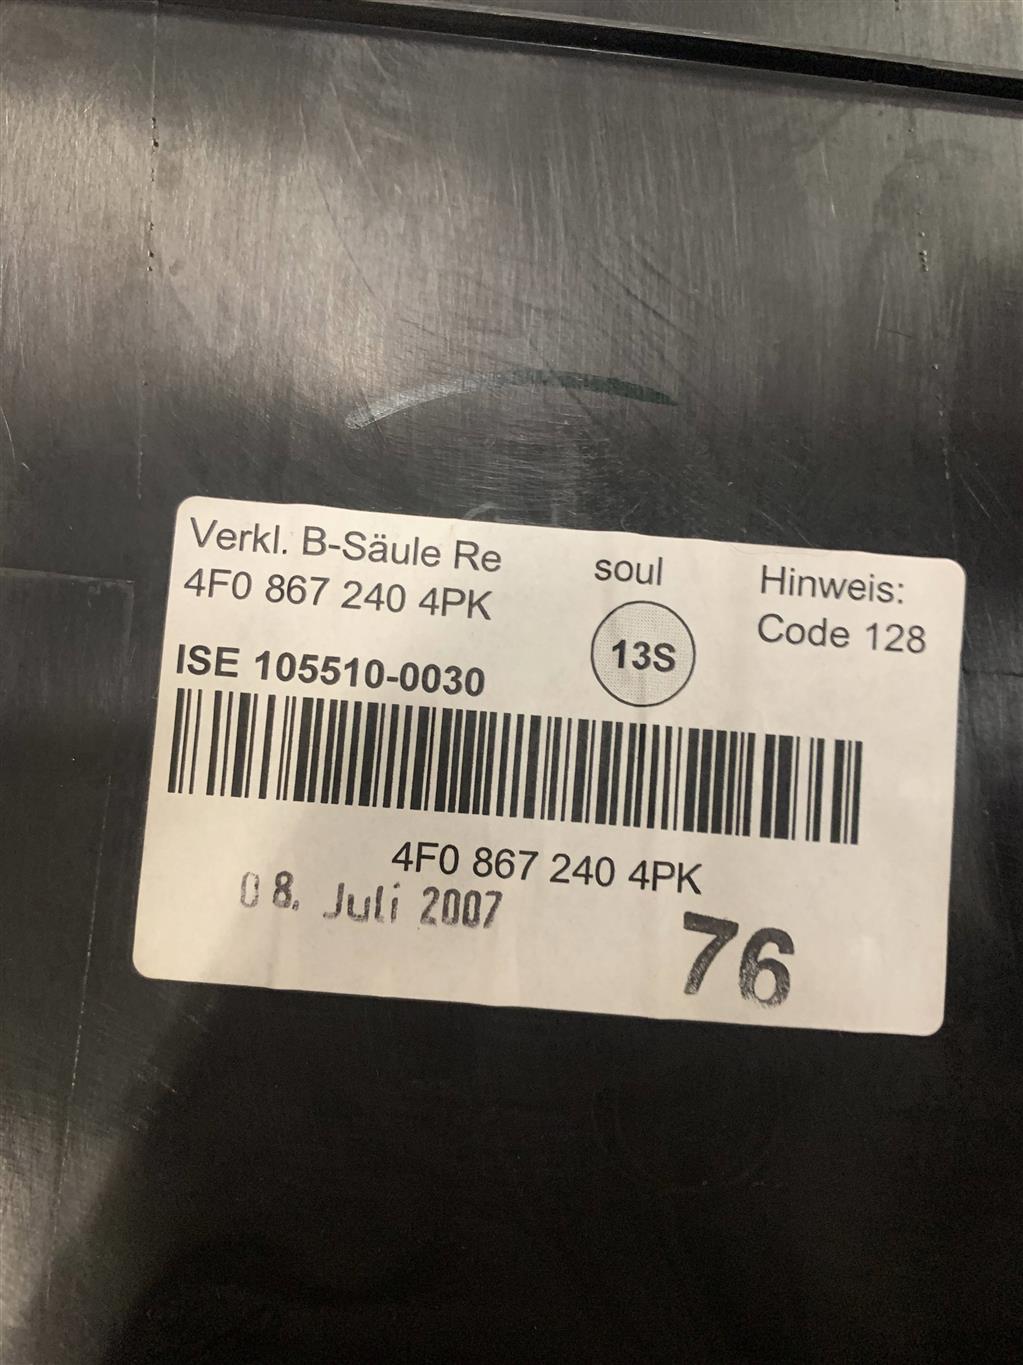 Verkl. B-Säule Re
4F0 867 240 4PK
soul
13S
Hinweis:
Code 128
ISE 105510-0030
4F0 867 240 4PK
08. Juli 2007
76